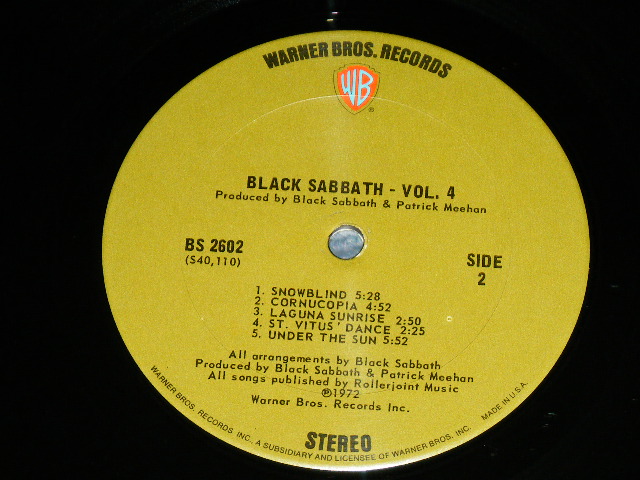 WARNER BROS. RECORDS
WB
®
BLACK SABBATH - VOL. 4
Produced by Black Sabbath & Patrick Meehan
BS 2602
(S40,110)
SIDE
2
1. SNOWBLIND 5:28
2. CORNUCOPIA 4:52
3. LAGUNA SUNRISE 2:50
4. ST. VITUS' DANCE 2:25
5. UNDER THE SUN 5:52
All arrangements by Black Sabbath
Produced by Black Sabbath & Patrick Meehan
All songs published by Rollerjoint Music
℗1972
Warner Bros. Records Inc.
STEREO
WARNER BROS. RECORDS INC. A SUBSIDIARY AND LICENSEE OF WARNER BROS. INC. MADE IN U.S.A.